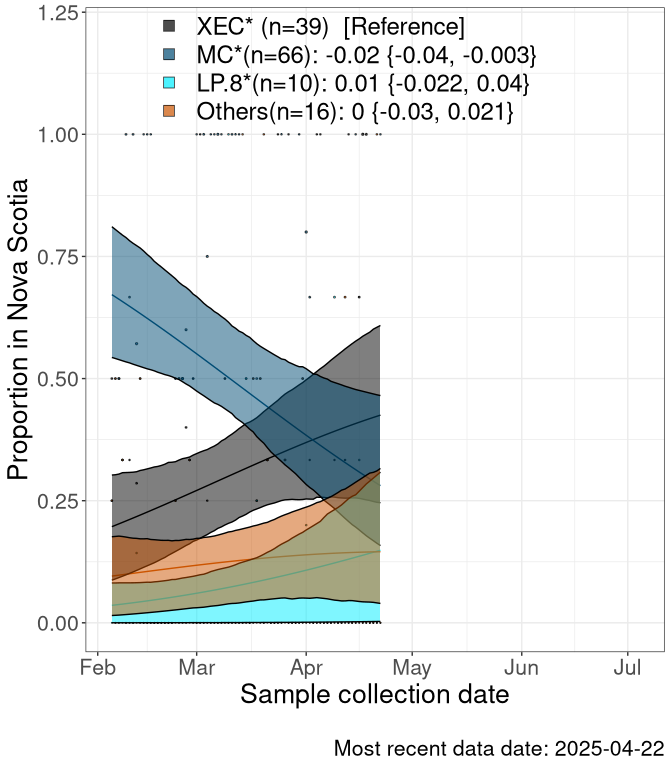 XEC* (n=39)  [Reference]
MC*(n=66): -0.02 {-0.04, -0.003}
LP.8*(n=10): 0.01 {-0.022, 0.04}
Others(n=16): 0 {-0.03, 0.021}
1.25
1.00
0.75
0.50
0.25
0.00
Proportion in Nova Scotia
Feb Mar Apr May Jun Jul
Sample collection date
Most recent data date: 2025-04-22